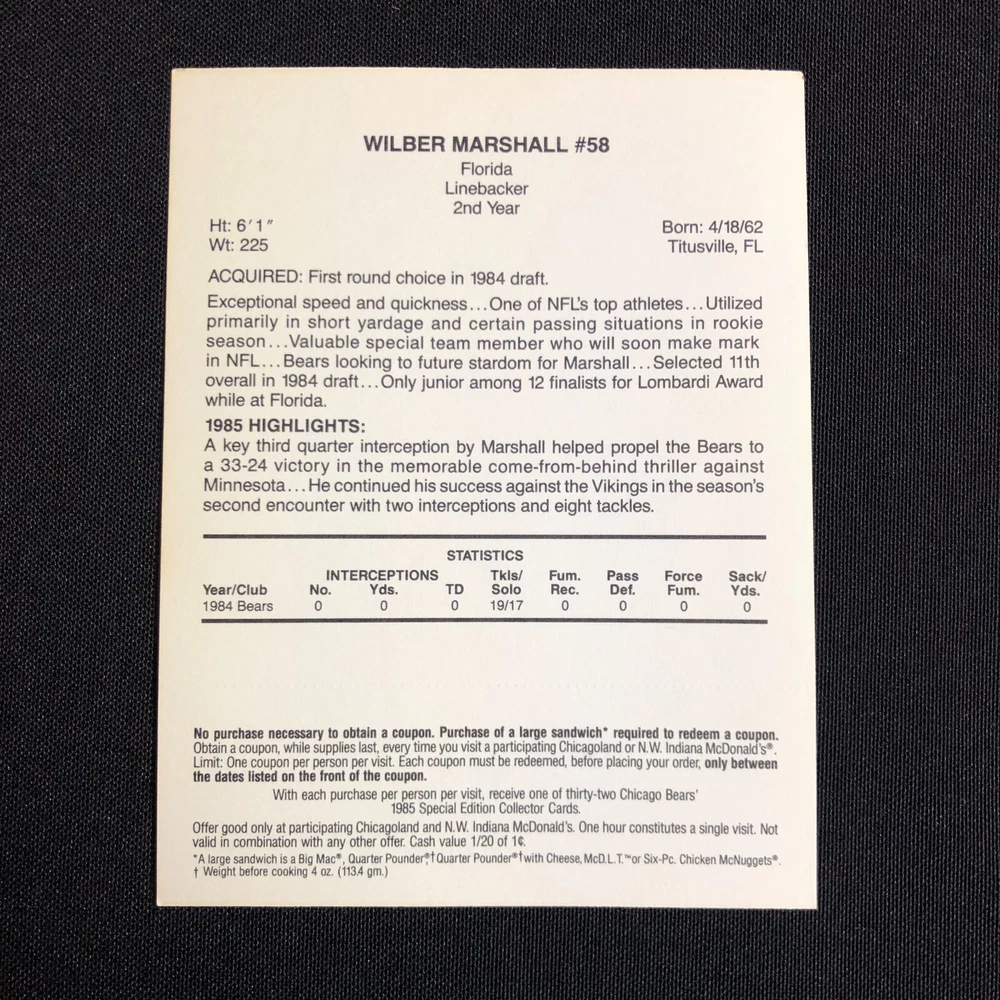 WILBER MARSHALL #58
Florida
Linebacker
2nd Year
Ht: 6'1"
Wt: 225
Born: 4/18/62
Titusville, FL
ACQUIRED: First round choice in 1984 draft.
Exceptional speed and quickness...One of NFL's top athletes...Utilized
primarily in short yardage and certain passing situations in rookie
season...Valuable special team member who will soon make mark
in NFL...Bears looking to future stardom for Marshall...Selected 11th
overall in 1984 draft...Only junior among 12 finalists for Lombardi Award
while at Florida.
1985 HIGHLIGHTS:
A key third quarter interception by Marshall helped propel the Bears to
a 33-24 victory in the memorable come-from-behind thriller against
Minnesota...He continued his success against the Vikings in the season's
second encounter with two interceptions and eight tackles.
STATISTICS
INTERCEPTIONS Tkls/ Fum. Pass Force Sack/
Year/Club No. Yds. TD Solo Rec. Def. Fum. Yds.
1984 Bears 0 0 0 19/17 0 0 0 0
No purchase necessary to obtain a coupon. Purchase of a large sandwich* required to redeem a coupon.
Obtain a coupon, while supplies last, every time you visit a participating Chicagoland or N.W. Indiana McDonald's®.
Limit: One coupon per person per visit. Each coupon must be redeemed, before placing your order, only between
the dates listed on the front of the coupon.
With each purchase per person per visit, receive one of thirty-two Chicago Bears'
1985 Special Edition Collector Cards.
Offer good only at participating Chicagoland and N.W. Indiana McDonald's. One hour constitutes a single visit. Not
valid in combination with any other offer. Cash value 1/20 of 1¢.
*A large sandwich is a Big Mac®, Quarter Pounder®,† Quarter Pounder®† with Cheese, McD.L.T.™ or Six-Pc. Chicken McNuggets®.
† Weight before cooking 4 oz. (113.4 gm.)